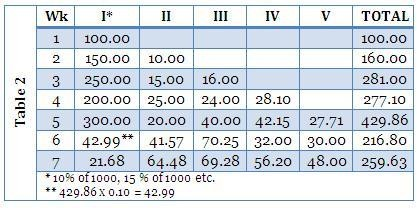 Table 2
Wk I* II III IV V TOTAL
1 100.00 100.00
2 150.00 10.00 160.00
3 250.00 15.00 16.00 281.00
4 200.00 25.00 24.00 28.10 277.10
5 300.00 20.00 40.00 42.15 27.71 429.86
6 42.99** 41.57 70.25 32.00 30.00 216.80
7 21.68 64.48 69.28 56.20 48.00 259.63
* 10% of 1000, 15 % of 1000 etc.
** 429.86 x 0.10 = 42.99